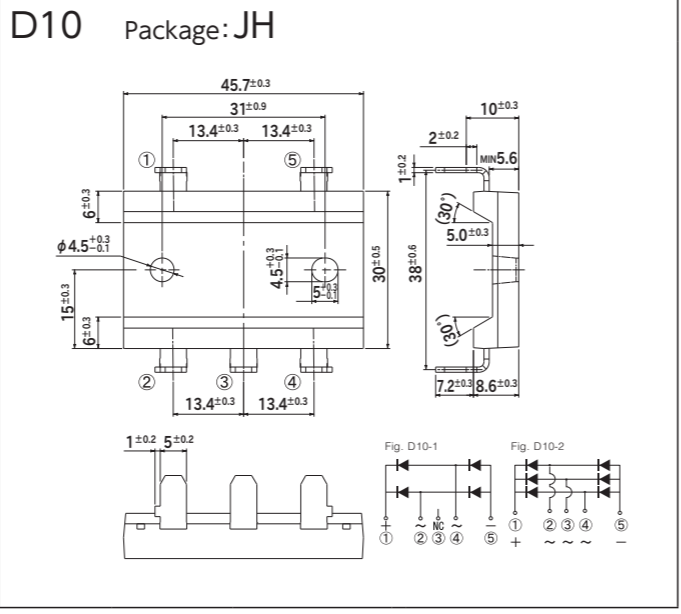 D10 Package: JH
45.7±0.3
31±0.9
13.4±0.3 13.4±0.3
① ⑤
6±0.3
φ4.5+0.3-0.1
4.5+0.3-0.1
5+0.3-0.1
30±0.5
15±0.3
6±0.3
② ③ ④
13.4±0.3 13.4±0.3
10±0.3
2±0.2
MIN5.6
1±0.2
(30°)
5.0±0.3
38±0.6
(30°)
7.2±0.3 8.6±0.3
1±0.2 5±0.2
Fig. D10-1
+ ~ NC ~ −
① ② ③ ④ ⑤
Fig. D10-2
① ② ③ ④ ⑤
+ ~ ~ ~ −